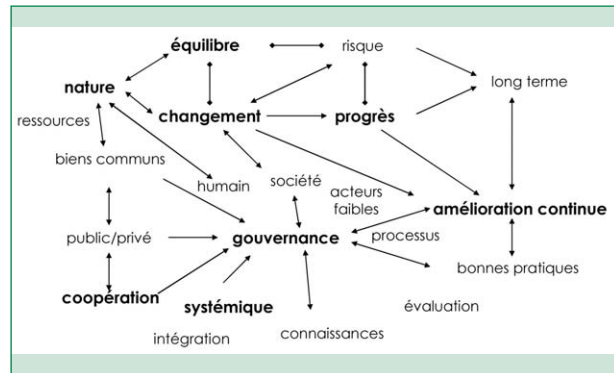 équilibre
risque
nature
long terme
changement
progrès
ressources
biens communs
humain
société
acteurs
faibles
amélioration continue
public/privé
gouvernance
processus
bonnes pratiques
coopération
systémique
évaluation
intégration
connaissances